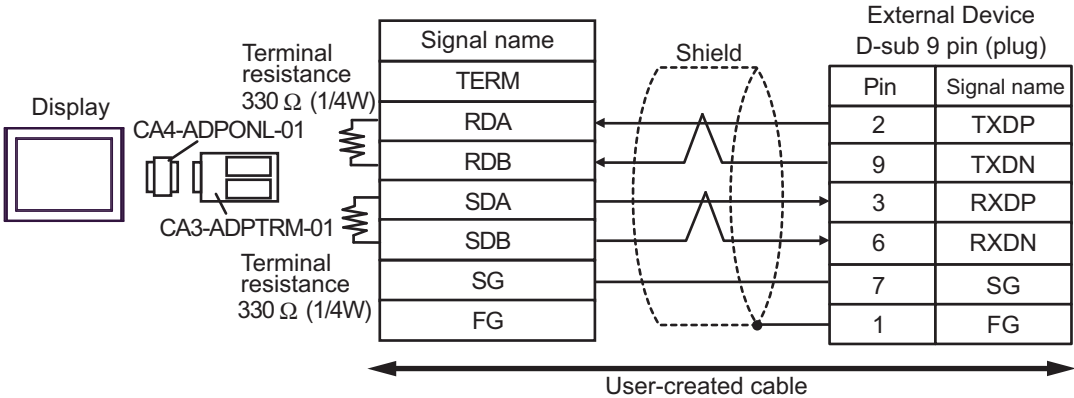 External Device
D-sub 9 pin (plug)
Terminal
resistance
330 Ω (1/4W)
Signal name
TERM
RDA
RDB
SDA
SDB
SG
FG
Shield
Pin
Signal name
2
TXDP
9
TXDN
3
RXDP
6
RXDN
7
SG
1
FG
Display
CA4-ADPONL-01
CA3-ADPTRM-01
Terminal
resistance
330 Ω (1/4W)
User-created cable